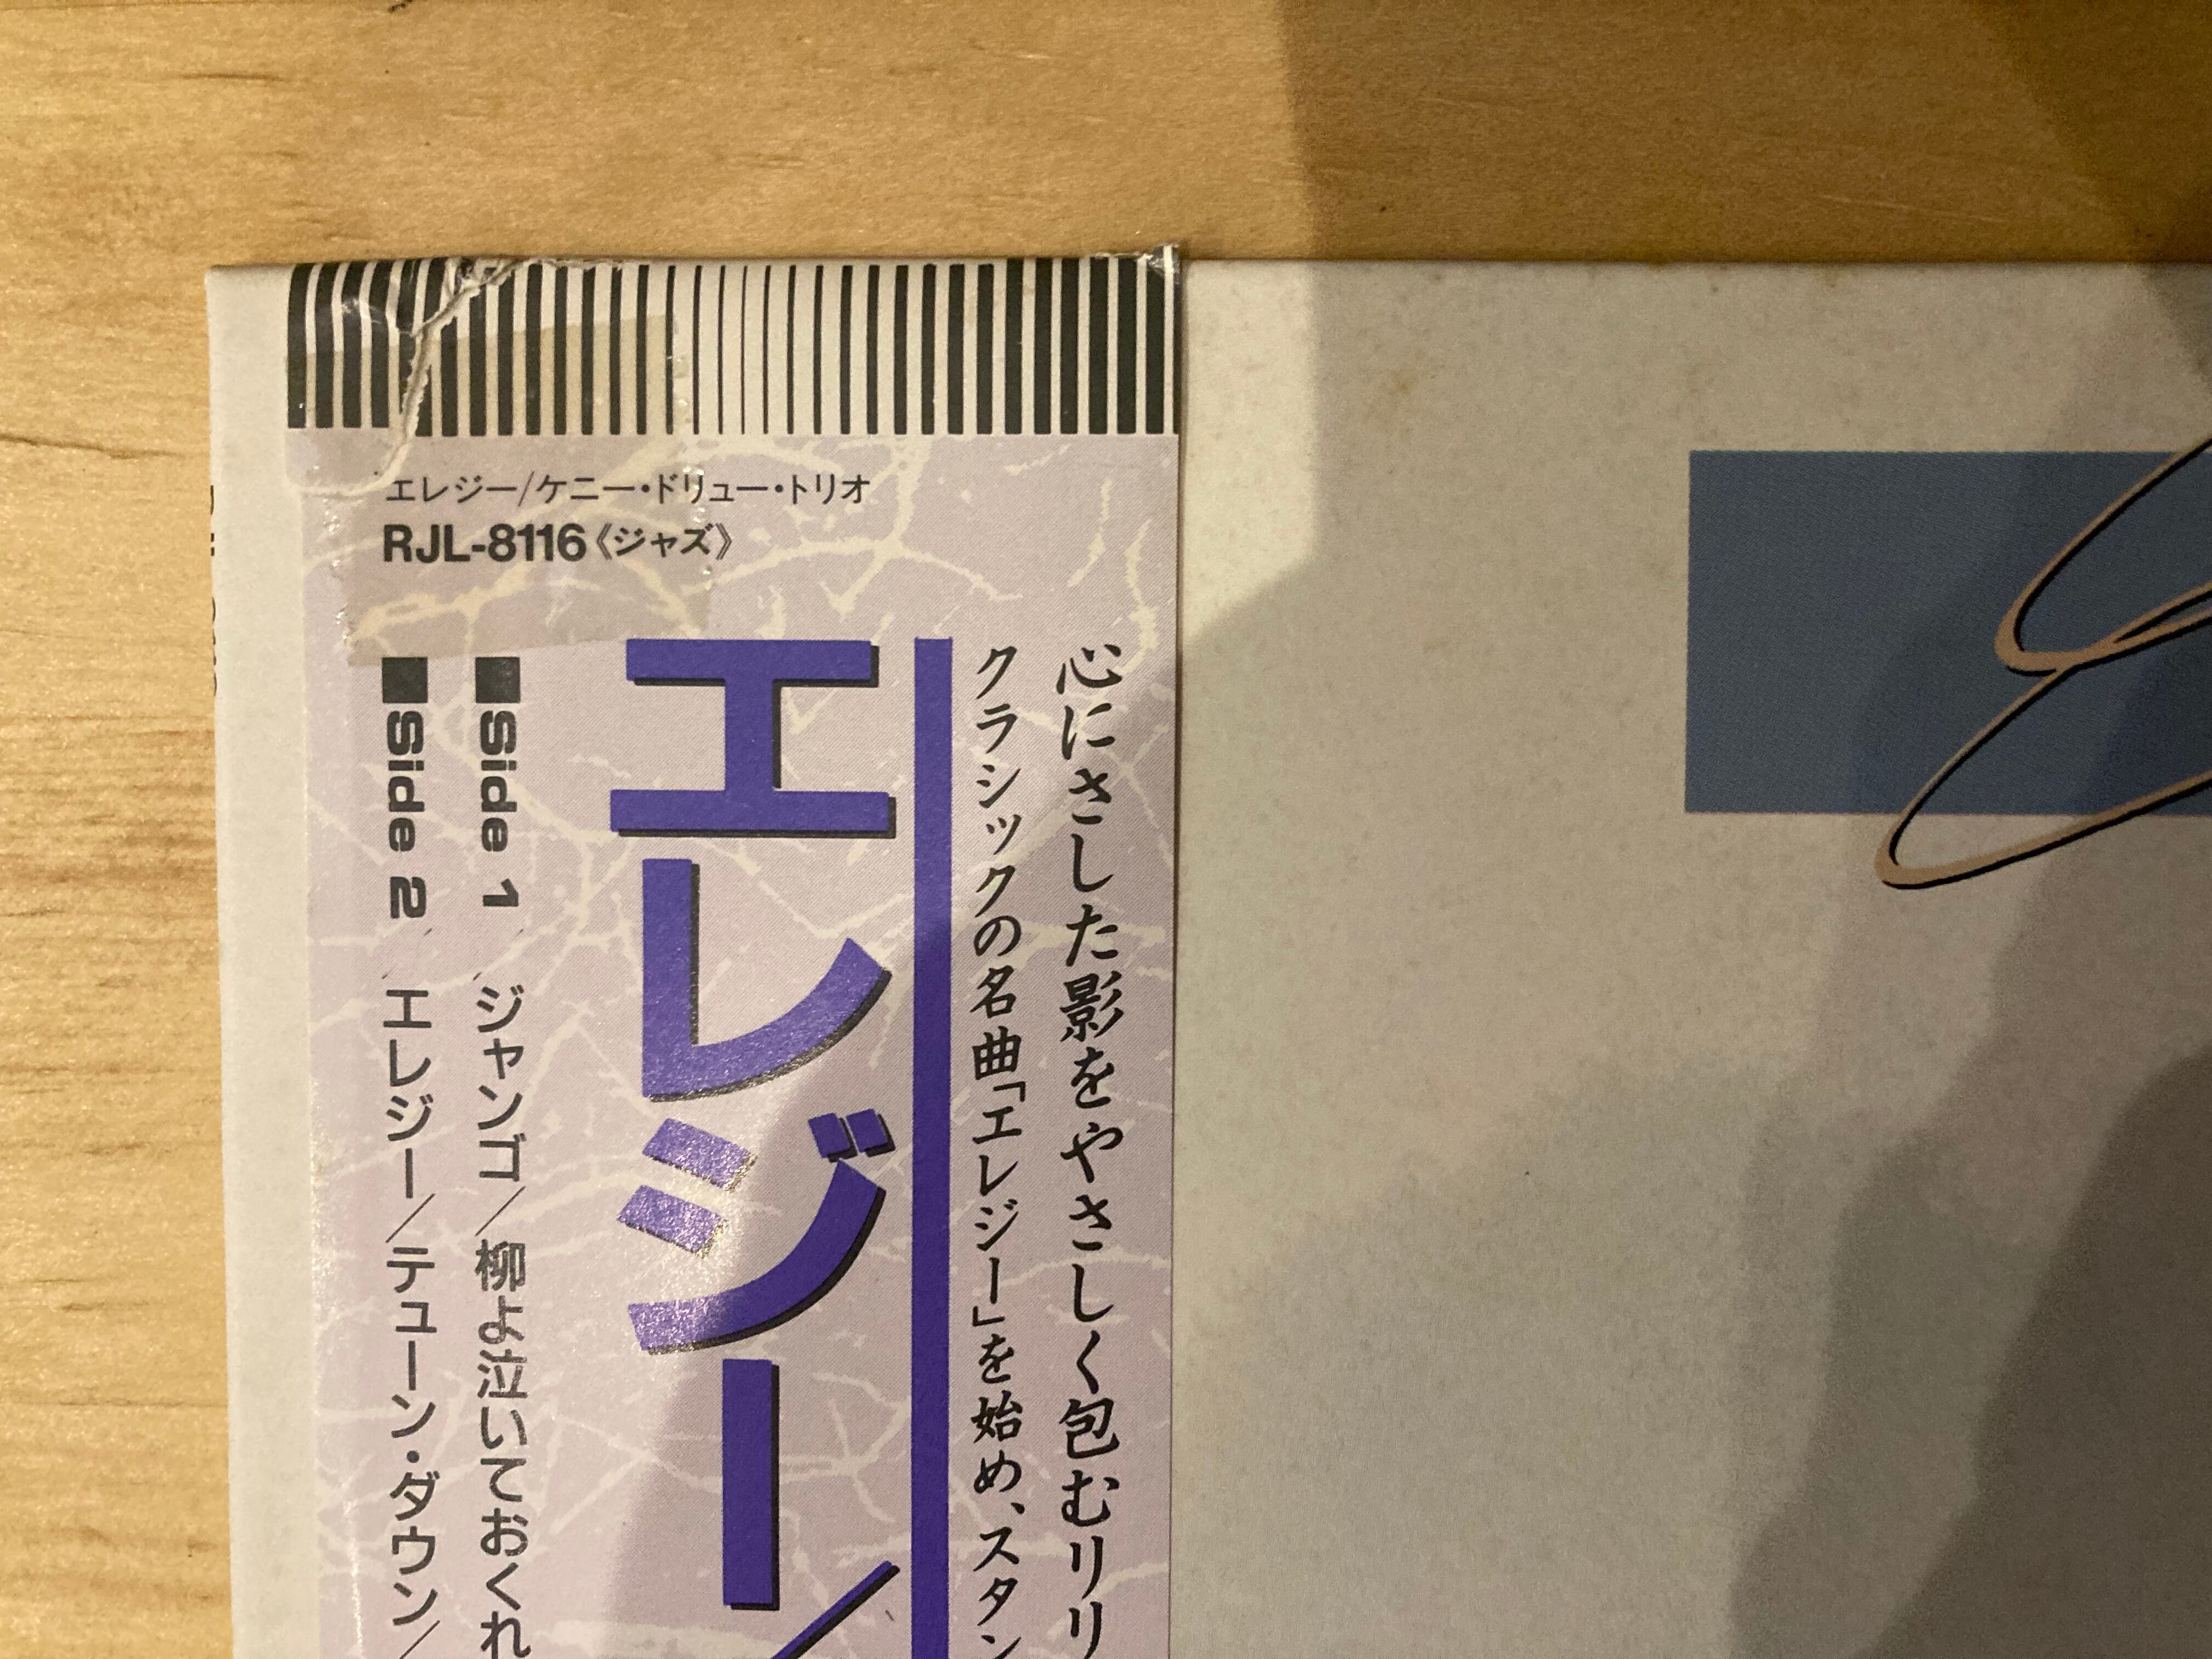 エレジー/ケニー・ドリュー・トリオ
RJL-8116《ジャズ》
心にさした影をやさしく包むリリ
クラシックの名曲「エレジー」を始め、スタン
エレジー/
■Side 1 ジャンゴ/柳よ泣いておくれ
■Side 2 エレジー/テューン・ダウン/